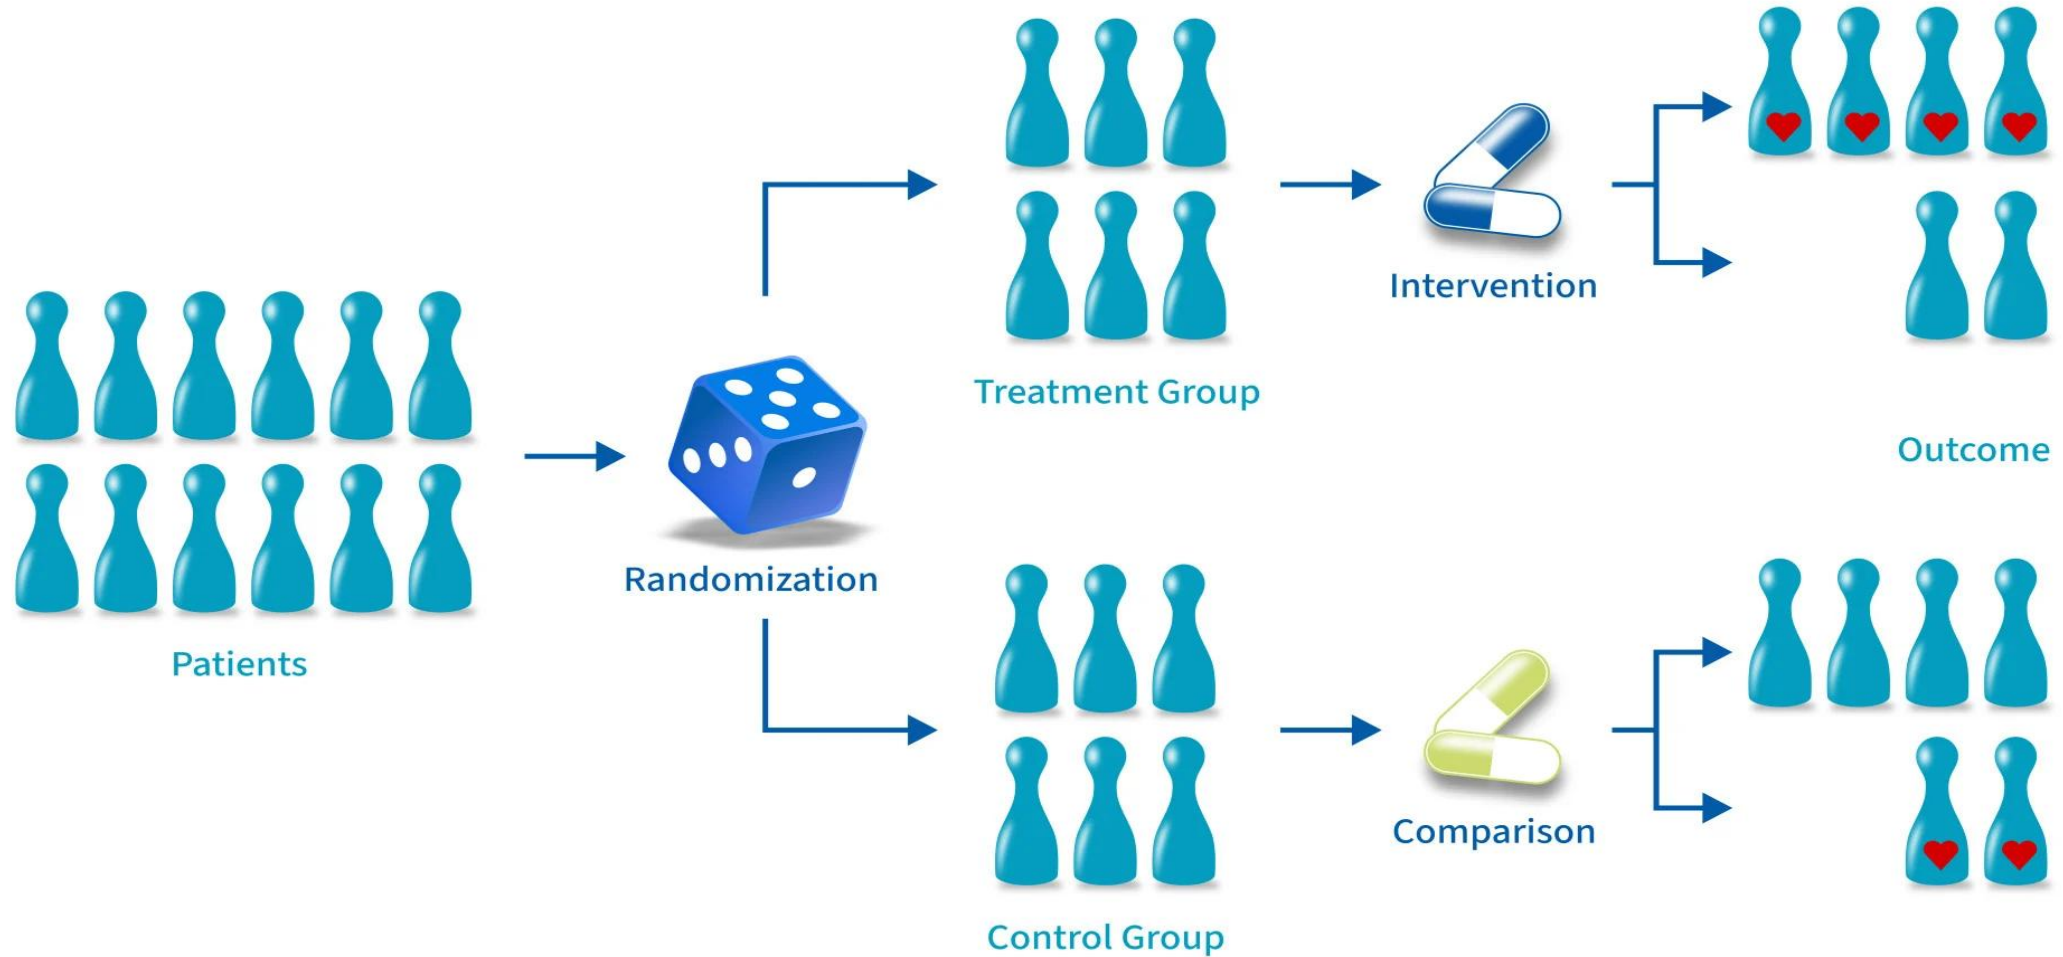 Patients
Randomization
Treatment Group
Intervention
Outcome
Control Group
Comparison